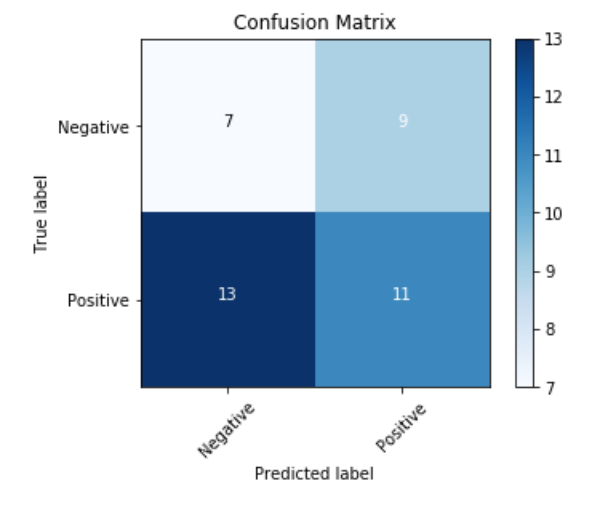 Confusion Matrix
True label
Negative
Positive
7 9
13 11
Negative Positive
Predicted label
13
12
11
10
9
8
7